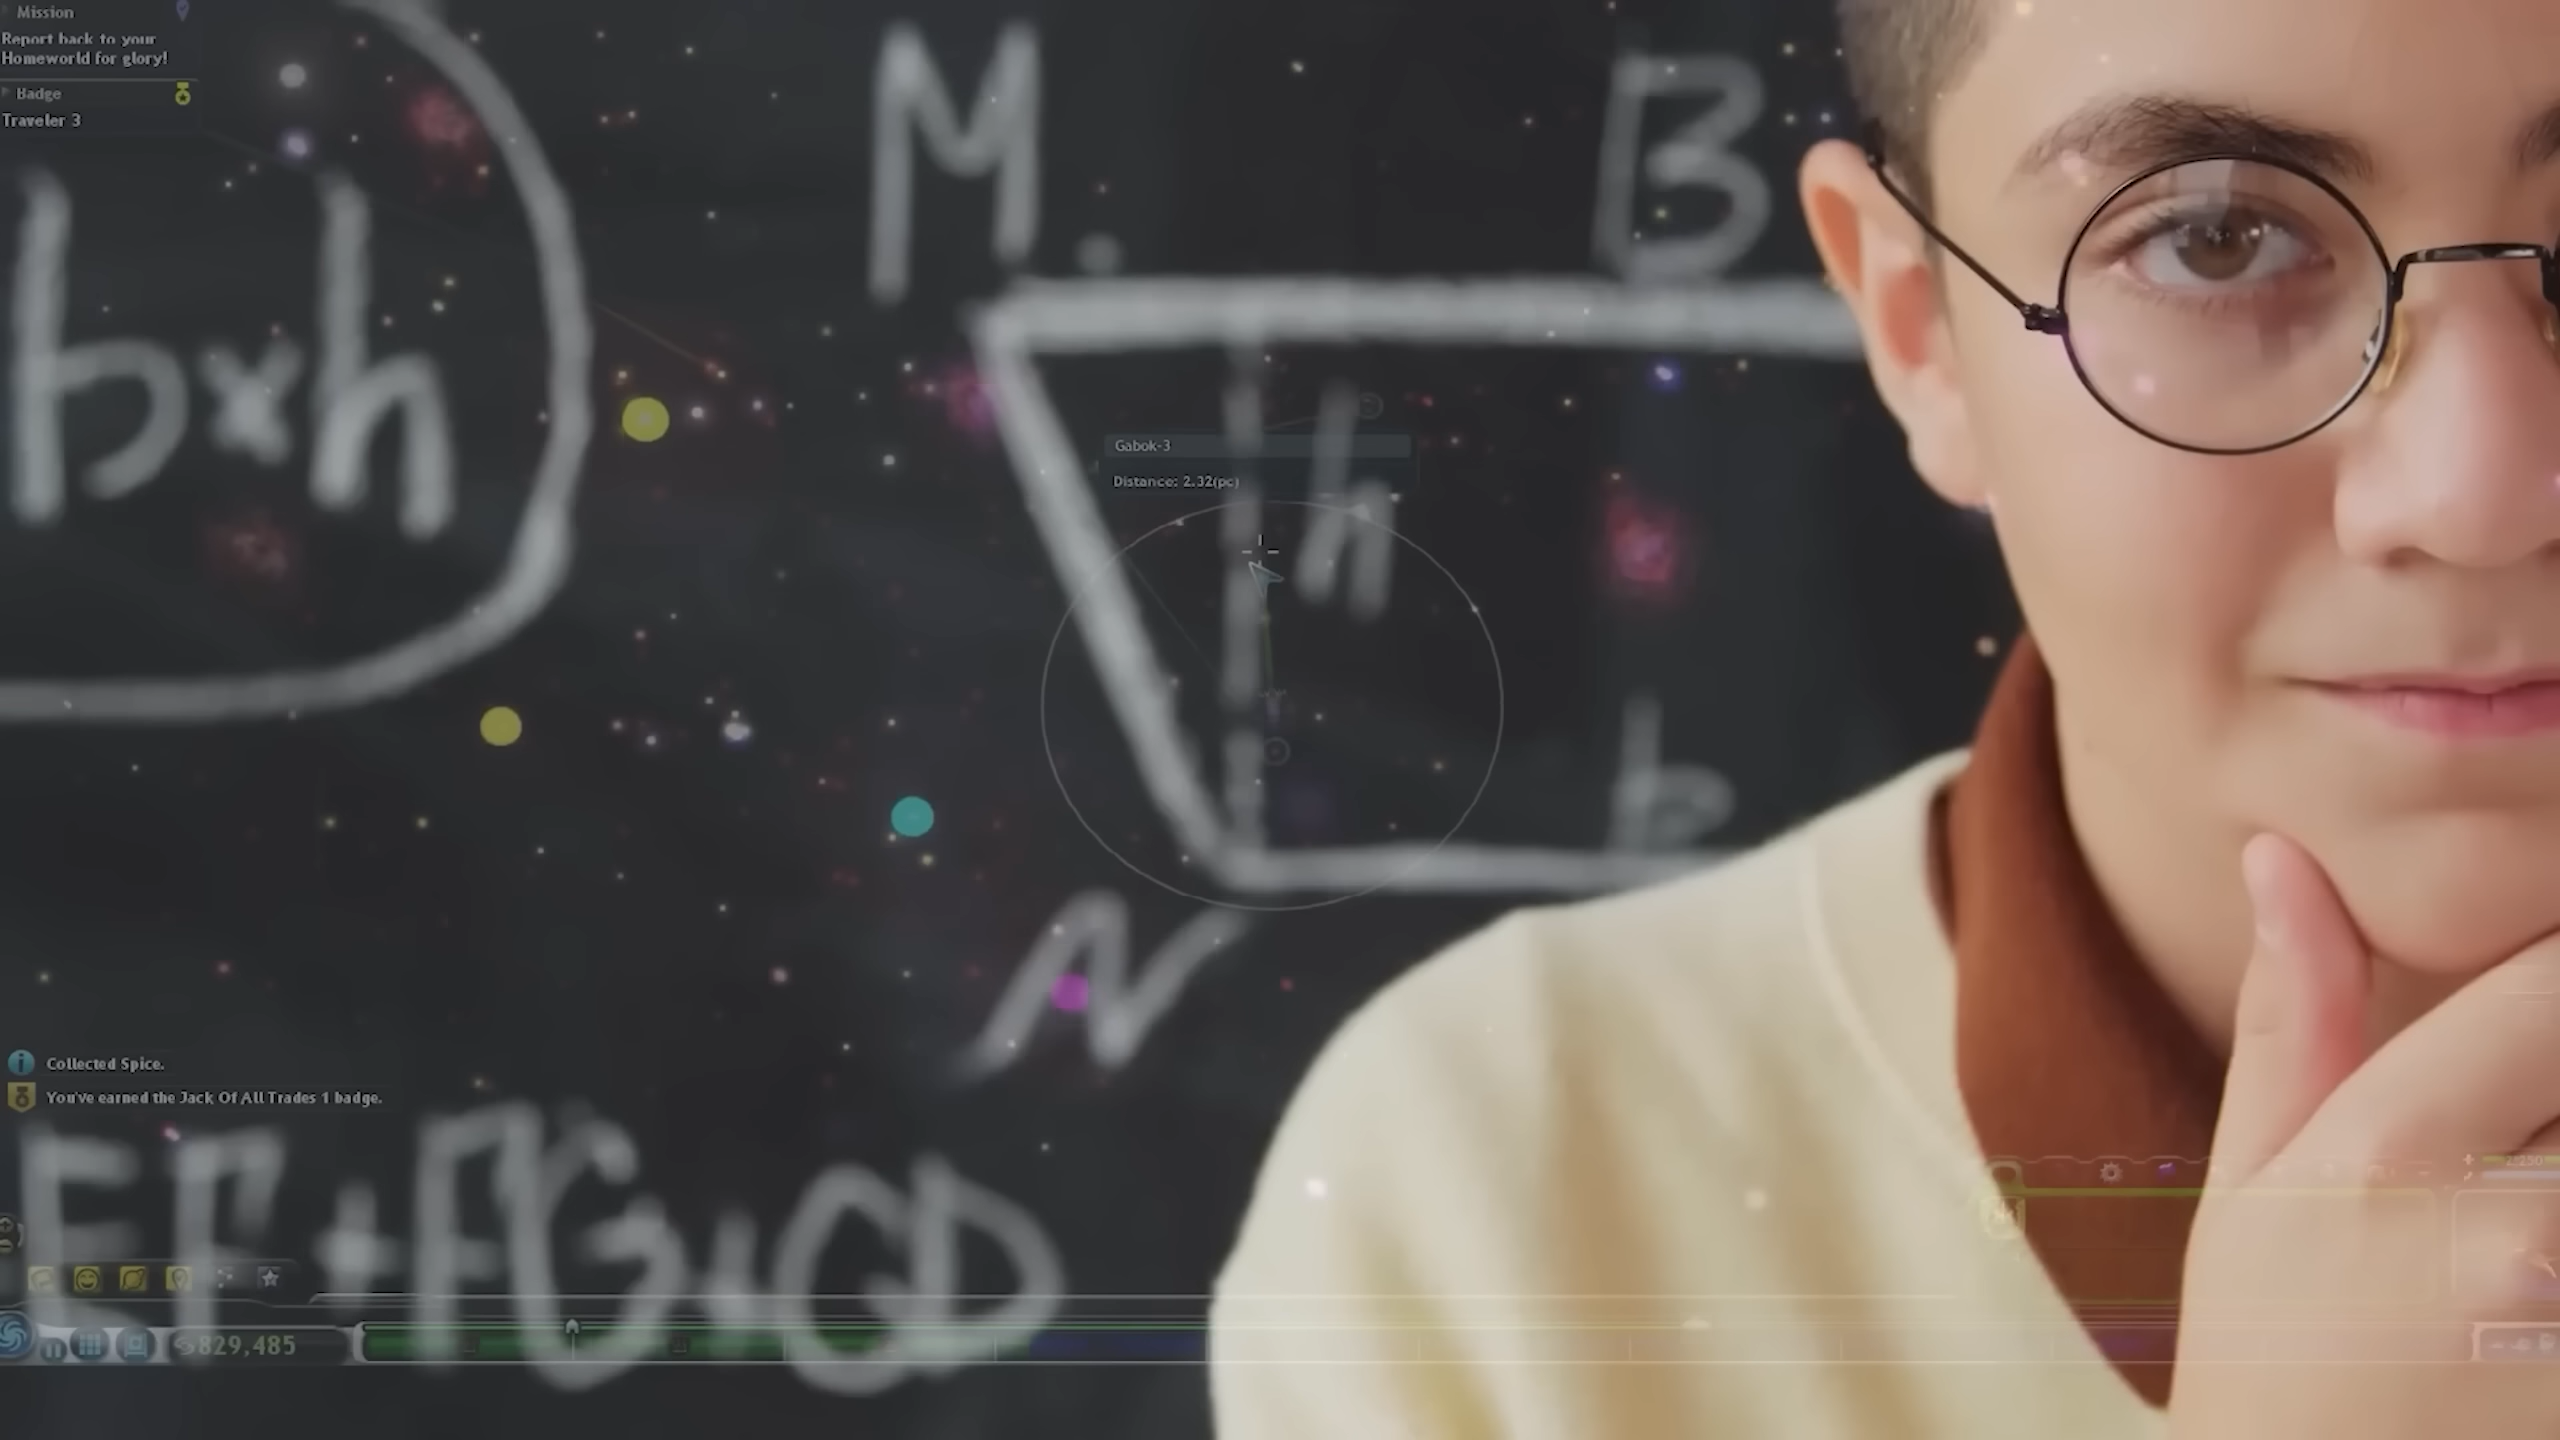 Mission
Report back to your
Homeworld for glory!
Badge
Traveler 3
M.
B
b×h
h
Gabok-3
Distance: 2.32(pc)
b
N
Collected Spice.
You've earned the Jack Of All Trades 1 badge.
829,485